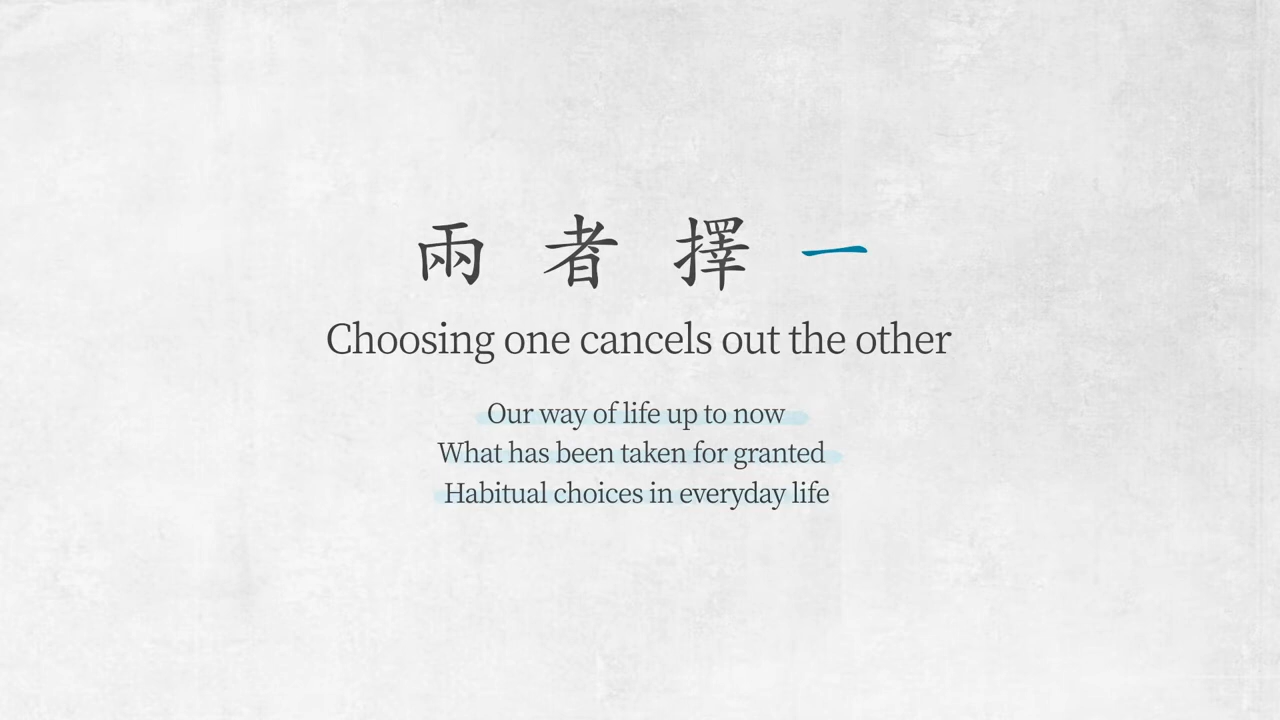 兩者擇一
Choosing one cancels out the other
Our way of life up to now
What has been taken for granted
Habitual choices in everyday life